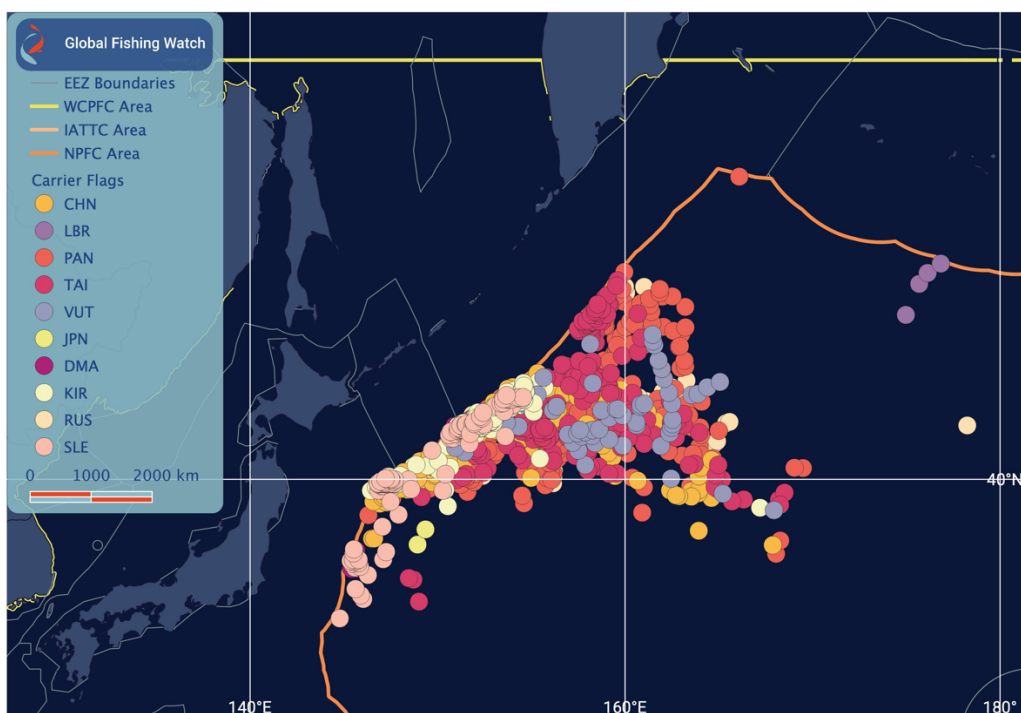 Global Fishing Watch
EEZ Boundaries
WCPFC Area
IATTC Area
NPFC Area
Carrier Flags
CHN
LBR
PAN
TAI
VUT
JPN
DMA
KIR
RUS
SLE
0 1000 2000 km
40°N
140°E 160°E 180°